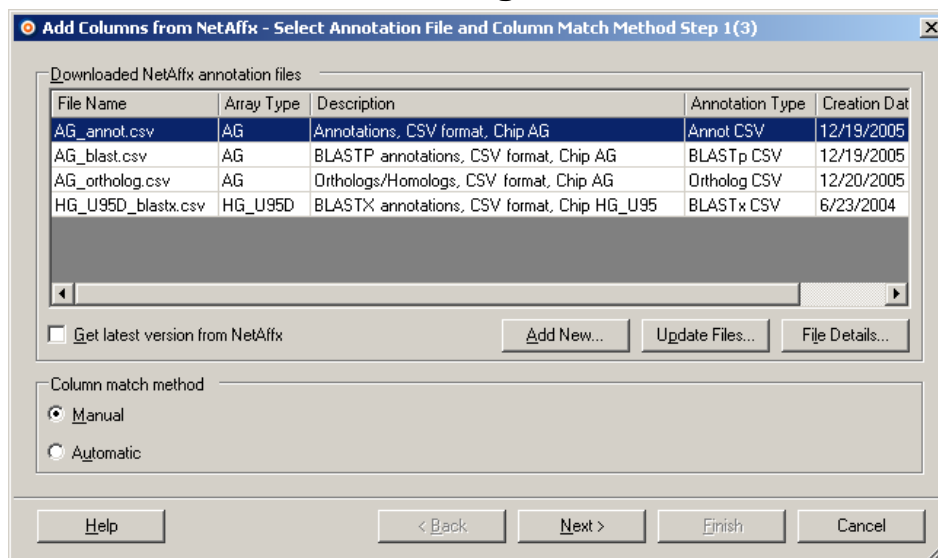 Add Columns from NetAffx - Select Annotation File and Column Match Method Step 1(3)
Downloaded NetAffx annotation files
File Name Array Type Description Annotation Type Creation Dat
AG_annot.csv AG Annotations, CSV format, Chip AG Annot CSV 12/19/2005
AG_blast.csv AG BLASTP annotations, CSV format, Chip AG BLASTp CSV 12/19/2005
AG_ortholog.csv AG Orthologs/Homologs, CSV format, Chip AG Ortholog CSV 12/20/2005
HG_U95D_blastx.csv HG_U95D BLASTX annotations, CSV format, Chip HG_U95 BLASTx CSV 6/23/2004
Get latest version from NetAffx Add New... Update Files... File Details...
Column match method
Manual
Automatic
Help < Back Next > Finish Cancel